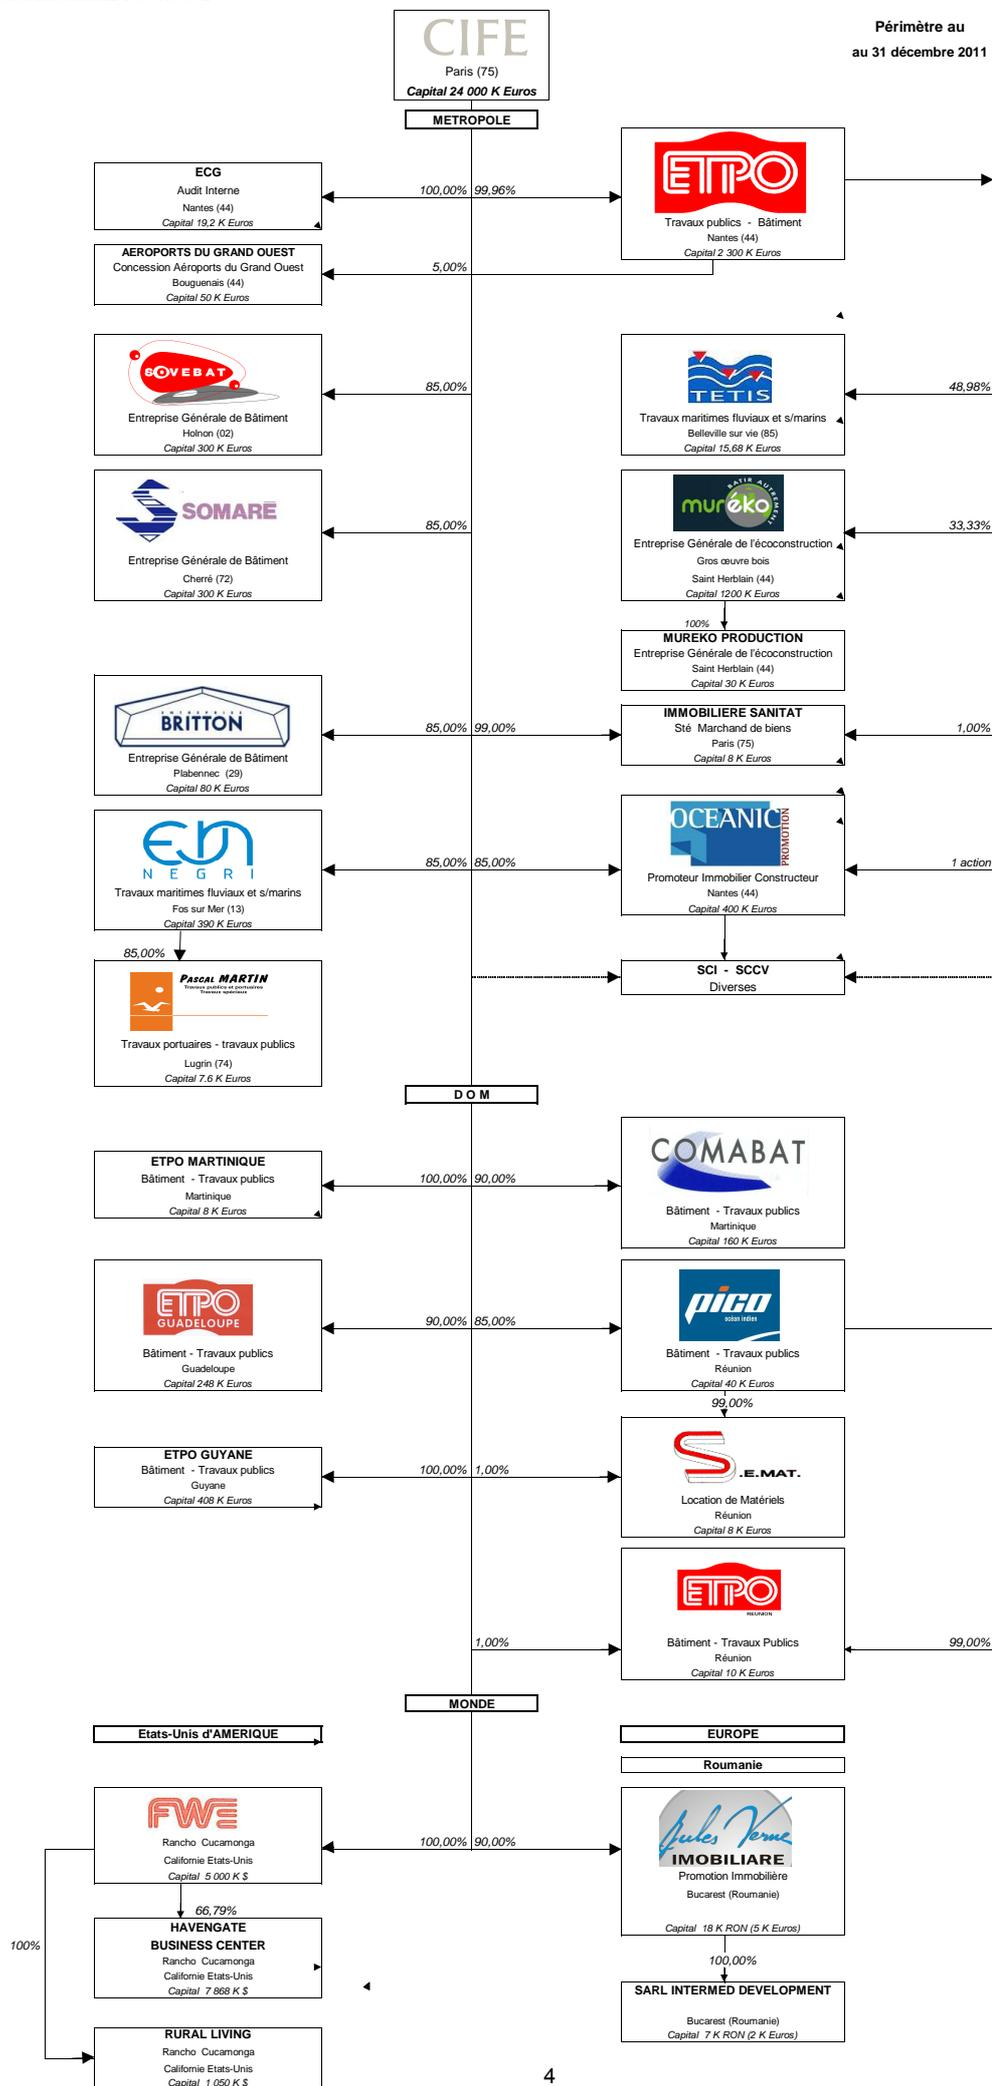 CIFE
Paris (75)
Capital 24 000 K Euros
Périmètre au
au 31 décembre 2011
METROPOLE
ECG
Audit Interne
Nantes (44)
Capital 19,2 K Euros
100,00% 99,96%
ETPO
Travaux publics - Bâtiment
Nantes (44)
Capital 2 300 K Euros
AEROPORTS DU GRAND OUEST
Concession Aéroports du Grand Ouest
Bouguenais (44)
Capital 50 K Euros
5,00%
SOVEBAT
Entreprise Générale de Bâtiment
Holnon (02)
Capital 300 K Euros
85,00%
TETIS
Travaux maritimes fluviaux et s/marins
Belleville sur vie (85)
Capital 15,68 K Euros
48,98%
SOMARÉ
Entreprise Générale de Bâtiment
Cherré (72)
Capital 300 K Euros
85,00%
muréko
BATIR AUTREMENT
Entreprise Générale de l'écoconstruction
Gros œuvre bois
Saint Herblain (44)
Capital 1200 K Euros
33,33%
100%
MUREKO PRODUCTION
Entreprise Générale de l'écoconstruction
Saint Herblain (44)
Capital 30 K Euros
ENTREPRISE
BRITTON
Entreprise Générale de Bâtiment
Plabennec (29)
Capital 80 K Euros
85,00% 99,00%
IMMOBILIERE SANITAT
Sté Marchand de biens
Paris (75)
Capital 8 K Euros
1,00%
em
NEGRI
Travaux maritimes fluviaux et s/marins
Fos sur Mer (13)
Capital 390 K Euros
85,00% 85,00%
OCEANIC
PROMOTION
Promoteur Immobilier Constructeur
Nantes (44)
Capital 400 K Euros
1 action
85,00%
PASCAL MARTIN
Travaux publics et portuaires
Travaux spéciaux
Travaux portuaires - travaux publics
Lugrin (74)
Capital 7.6 K Euros
SCI - SCCV
Diverses
D O M
ETPO MARTINIQUE
Bâtiment - Travaux publics
Martinique
Capital 8 K Euros
100,00% 90,00%
COMABAT
Bâtiment - Travaux publics
Martinique
Capital 160 K Euros
ETPO
GUADELOUPE
Bâtiment - Travaux publics
Guadeloupe
Capital 248 K Euros
90,00% 85,00%
pico
océan indien
Bâtiment - Travaux publics
Réunion
Capital 40 K Euros
99,00%
ETPO GUYANE
Bâtiment - Travaux publics
Guyane
Capital 408 K Euros
100,00% 1,00%
S.E.MAT.
Location de Matériels
Réunion
Capital 8 K Euros
ETPO
REUNION
Bâtiment - Travaux Publics
Réunion
Capital 10 K Euros
1,00%
99,00%
MONDE
Etats-Unis d'AMERIQUE
EUROPE
Roumanie
FWE
Rancho Cucamonga
Californie Etats-Unis
Capital 5 000 K $
100,00% 90,00%
Jules Verne
IMOBILIARE
Promotion Immobilière
Bucarest (Roumanie)
Capital 18 K RON (5 K Euros)
66,79%
100%
HAVENGATE
BUSINESS CENTER
Rancho Cucamonga
Californie Etats-Unis
Capital 7 868 K $
100,00%
SARL INTERMED DEVELOPMENT
Bucarest (Roumanie)
Capital 7 K RON (2 K Euros)
RURAL LIVING
Rancho Cucamonga
Californie Etats-Unis
Capital 1 050 K $
4